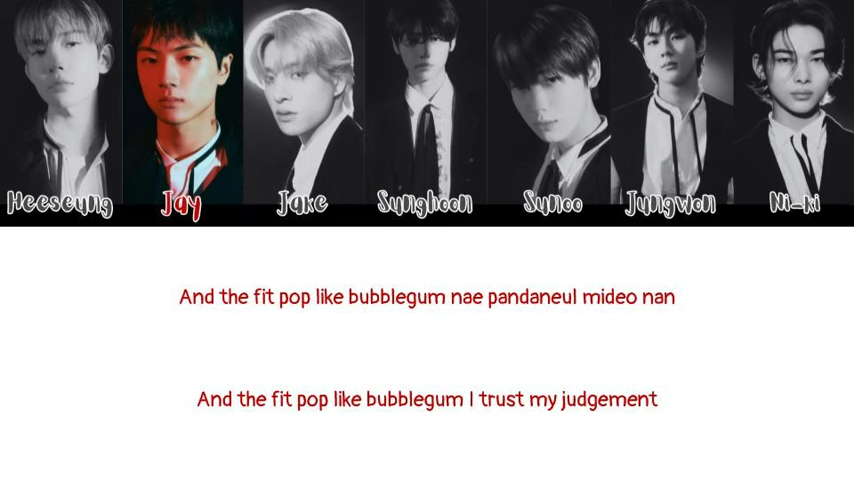 Heeseung Jay Jake Sunghoon Sunoo Jungwon Ni-ki
And the fit pop like bubblegum nae pandaneul mideo nan
And the fit pop like bubblegum I trust my judgement